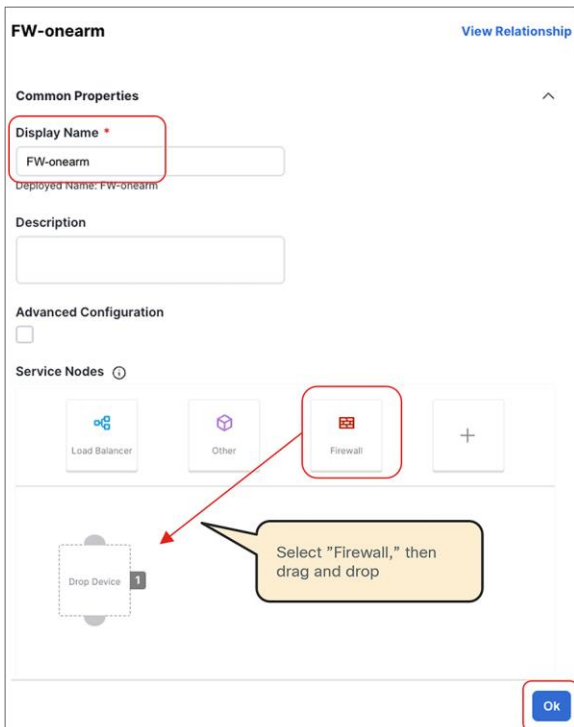 FW-onearm
View Relationship
Common Properties
Display Name *
FW-onearm
Deployed Name: FW-onearm
Description
Advanced Configuration
Service Nodes
Load Balancer
Other
Firewall
+
Select "Firewall," then
drag and drop
Drop Device 1
Ok